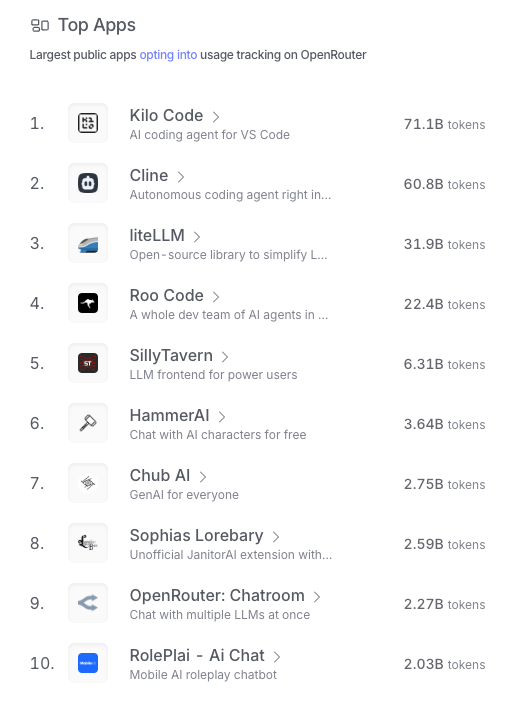 Top Apps
Largest public apps opting into usage tracking on OpenRouter
1.
Kilo Code
AI coding agent for VS Code
71.1B tokens
2.
Cline
Autonomous coding agent right in...
60.8B tokens
3.
liteLLM
Open-source library to simplify L...
31.9B tokens
4.
Roo Code
A whole dev team of AI agents in ...
22.4B tokens
5.
ST
SillyTavern
LLM frontend for power users
6.31B tokens
6.
HammerAI
Chat with AI characters for free
3.64B tokens
7.
Chub AI
GenAI for everyone
2.75B tokens
8.
Sophias Lorebary
Unofficial JanitorAI extension with...
2.59B tokens
9.
OpenRouter: Chatroom
Chat with multiple LLMs at once
2.27B tokens
10.
RolePlai - Ai Chat
Mobile AI roleplay chatbot
2.03B tokens